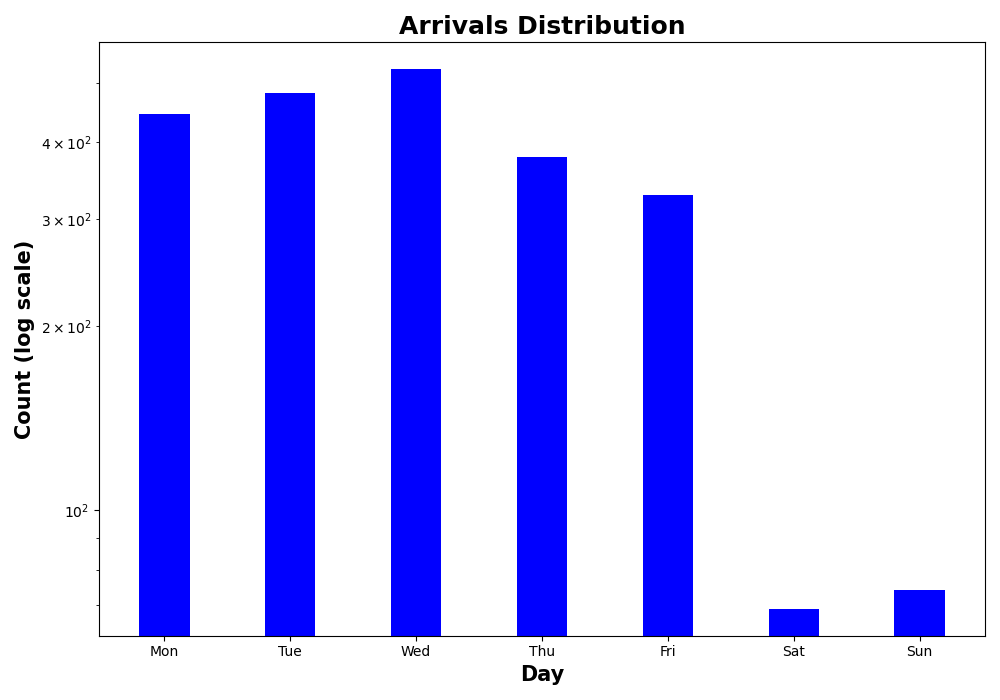 Arrivals Distribution
Count (log scale)
4 × 10²
3 × 10²
2 × 10²
10²
Mon Tue Wed Thu Fri Sat Sun
Day